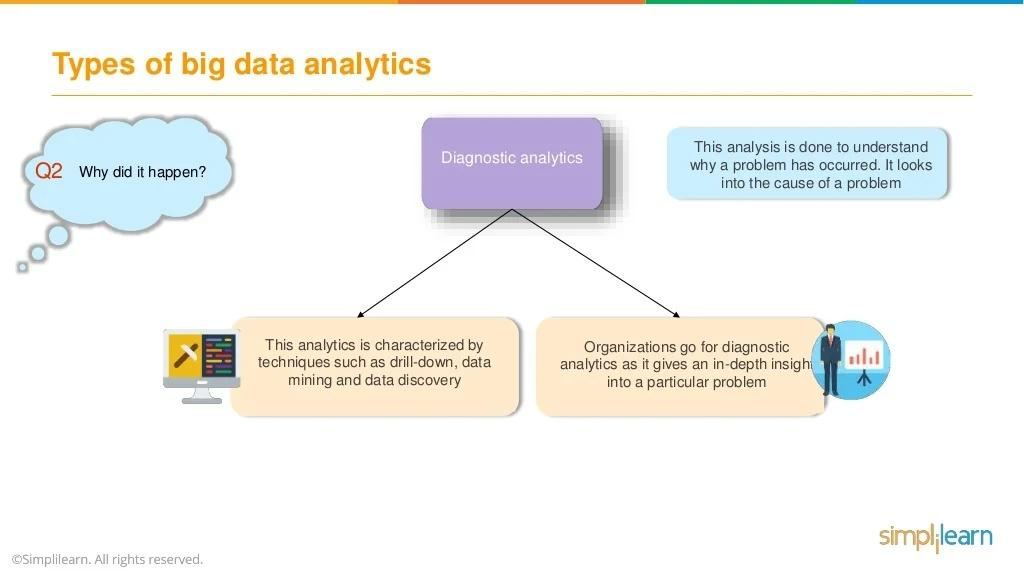 Types of big data analytics
Q2 Why did it happen?
Diagnostic analytics
This analysis is done to understand
why a problem has occurred. It looks
into the cause of a problem
This analytics is characterized by
techniques such as drill-down, data
mining and data discovery
Organizations go for diagnostic
analytics as it gives an in-depth insight
into a particular problem
simplilearn
©Simplilearn. All rights reserved.